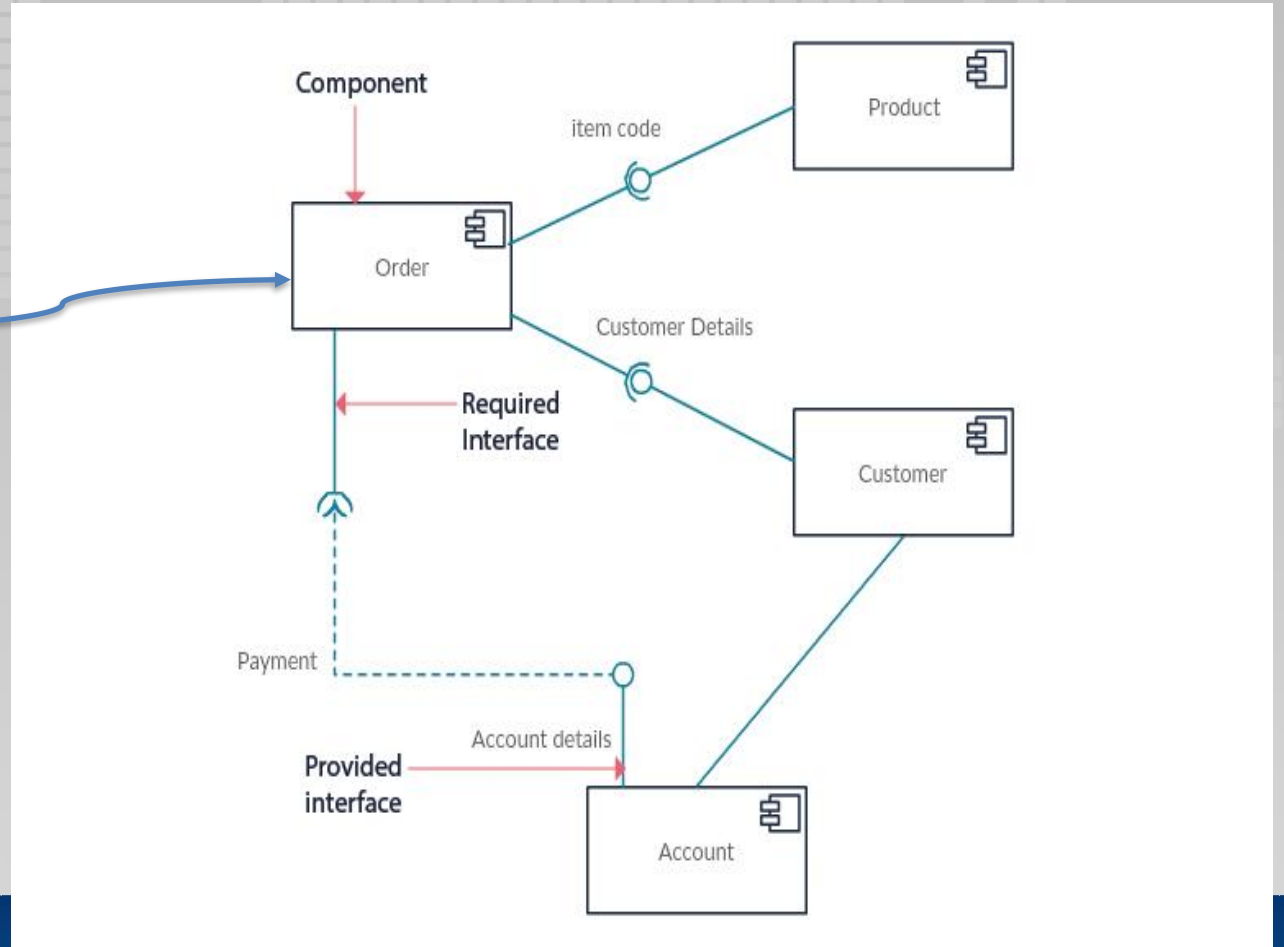 Component
Product
item code
Order
Customer Details
Required
Interface
Customer
Payment
Account details
Provided
interface
Account